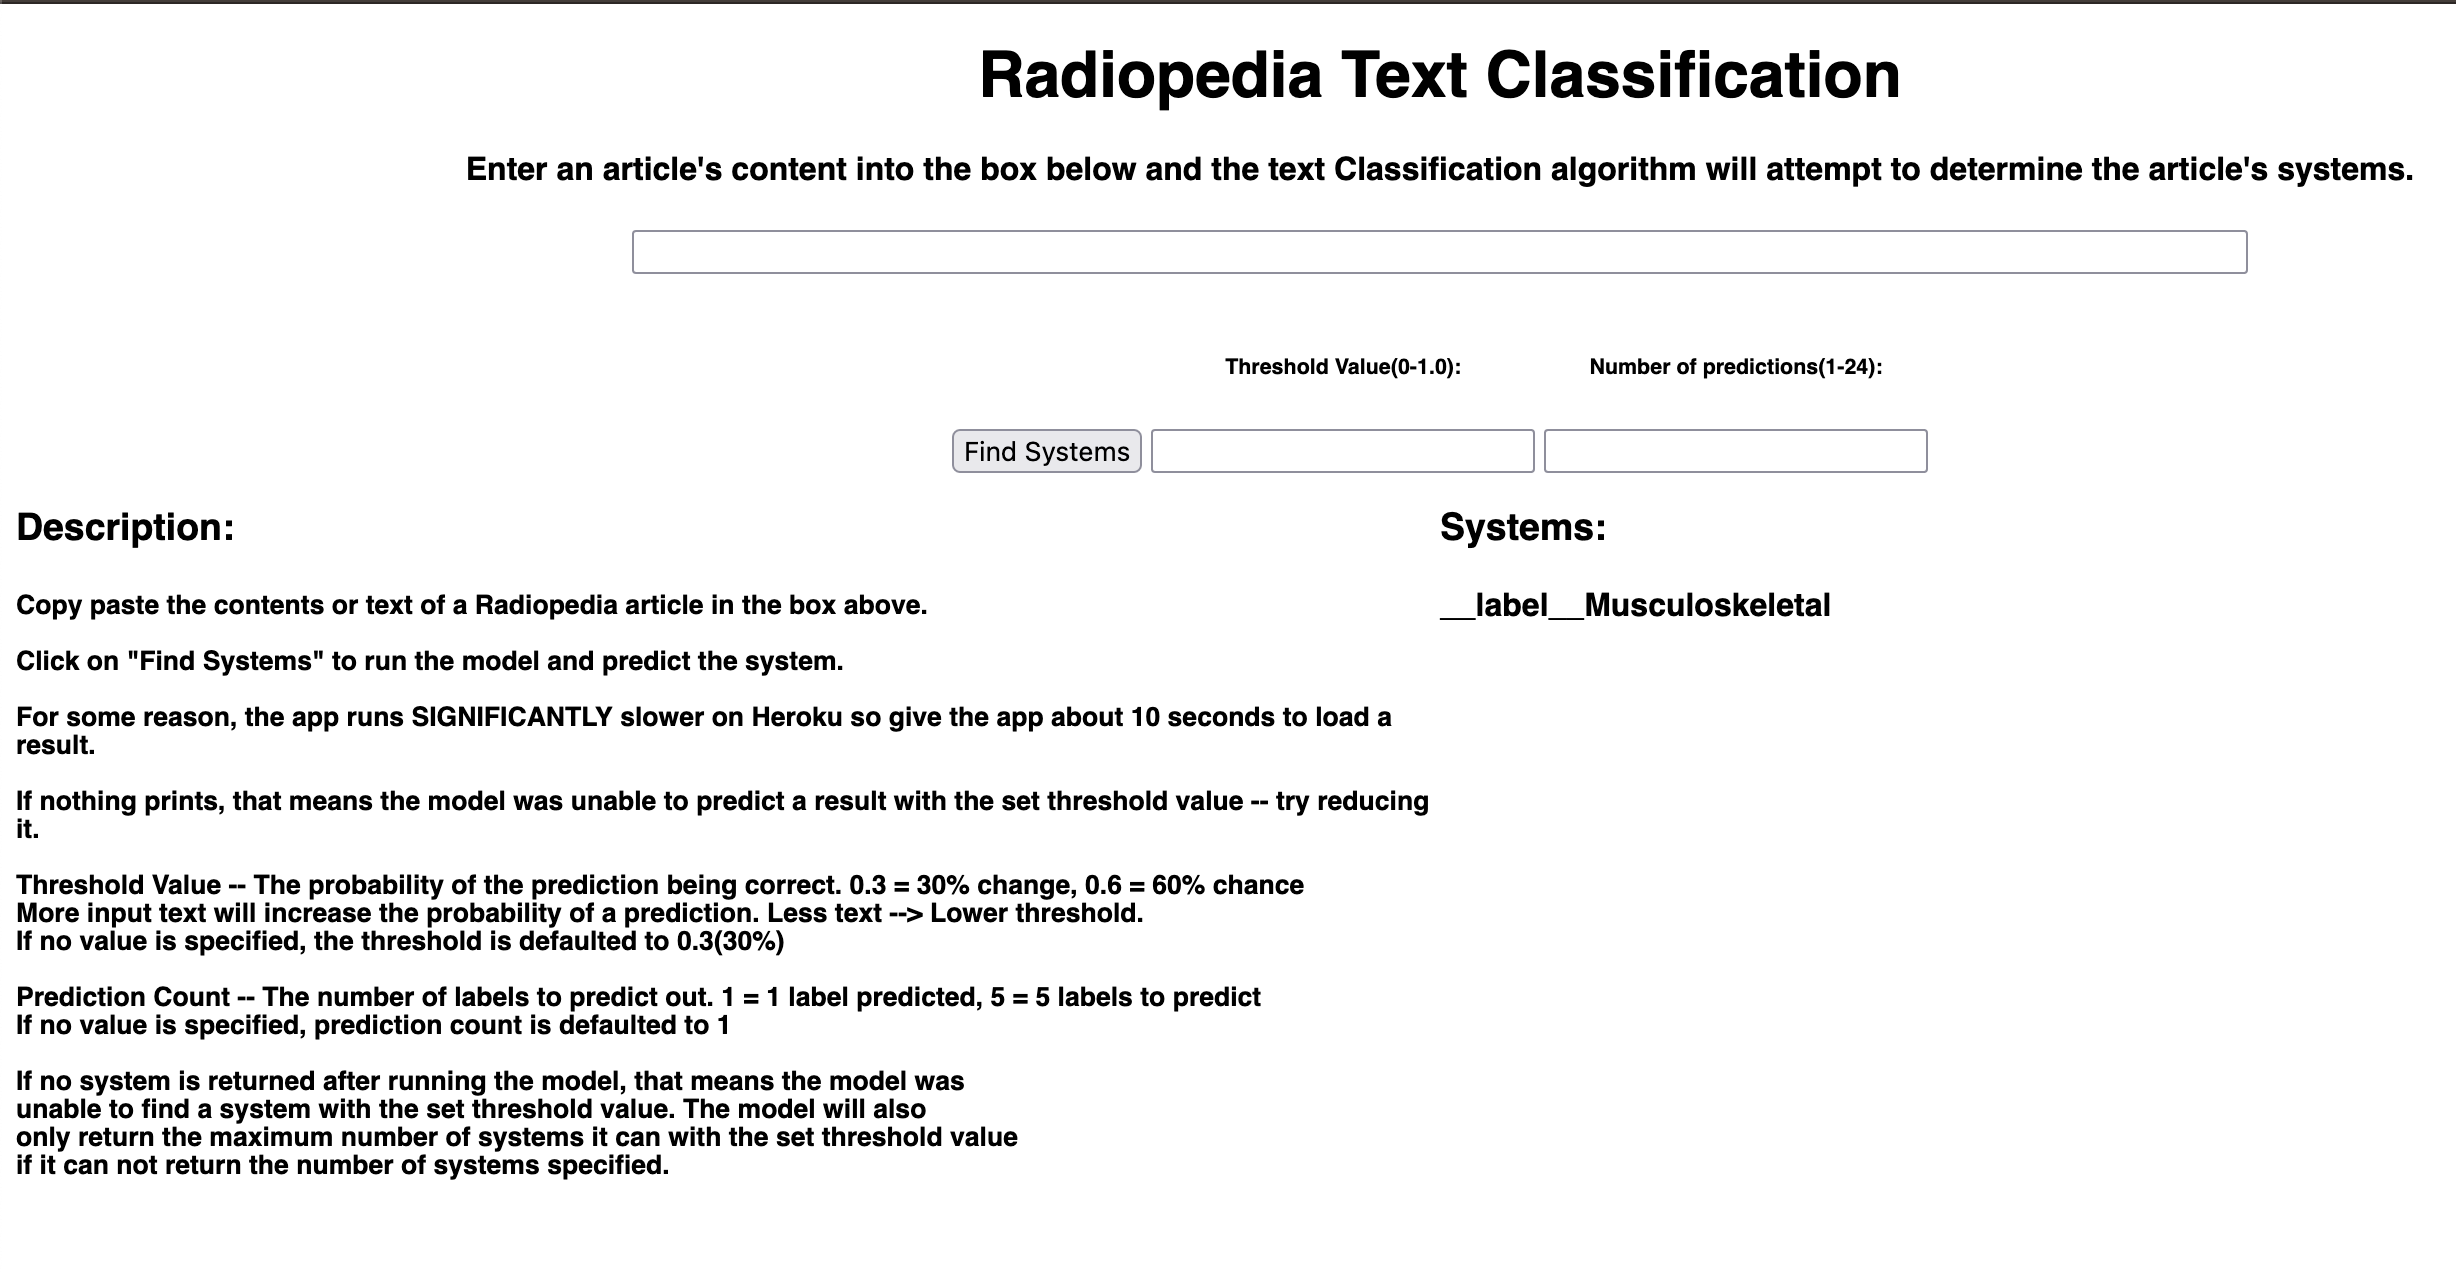 Radiopedia Text Classification
Enter an article's content into the box below and the text Classification algorithm will attempt to determine the article's systems.
Threshold Value(0-1.0):
Number of predictions(1-24):
Find Systems
Description:
Copy paste the contents or text of a Radiopedia article in the box above.
Click on "Find Systems" to run the model and predict the system.
For some reason, the app runs SIGNIFICANTLY slower on Heroku so give the app about 10 seconds to load a
result.
If nothing prints, that means the model was unable to predict a result with the set threshold value -- try reducing
it.
Threshold Value -- The probability of the prediction being correct. 0.3 = 30% change, 0.6 = 60% chance
More input text will increase the probability of a prediction. Less text --> Lower threshold.
If no value is specified, the threshold is defaulted to 0.3(30%)
Prediction Count -- The number of labels to predict out. 1 = 1 label predicted, 5 = 5 labels to predict
If no value is specified, prediction count is defaulted to 1
If no system is returned after running the model, that means the model was
unable to find a system with the set threshold value. The model will also
only return the maximum number of systems it can with the set threshold value
if it can not return the number of systems specified.
Systems:
__label__Musculoskeletal